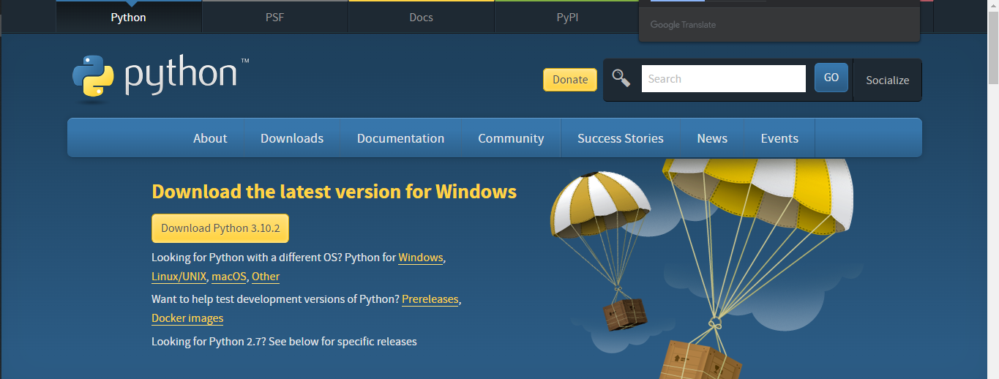 Python PSF Docs PyPI
Google Translate
python™
Donate Search GO Socialize
About Downloads Documentation Community Success Stories News Events
Download the latest version for Windows
Download Python 3.10.2
Looking for Python with a different OS? Python for Windows,
Linux/UNIX, macOS, Other
Want to help test development versions of Python? Prereleases,
Docker images
Looking for Python 2.7? See below for specific releases